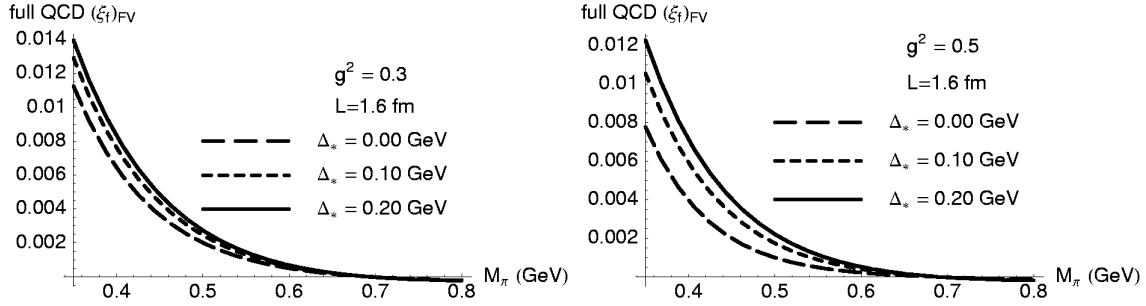 full QCD (ξf)FV
0.014
0.012
0.01
0.008
0.006
0.004
0.002
g² = 0.3
L=1.6 fm
Δ* = 0.00 GeV
Δ* = 0.10 GeV
Δ* = 0.20 GeV
Mπ (GeV)
0.4 0.5 0.6 0.7 0.8
full QCD (ξf)FV
0.012
0.01
0.008
0.006
0.004
0.002
g² = 0.5
L=1.6 fm
Δ* = 0.00 GeV
Δ* = 0.10 GeV
Δ* = 0.20 GeV
Mπ (GeV)
0.4 0.5 0.6 0.7 0.8